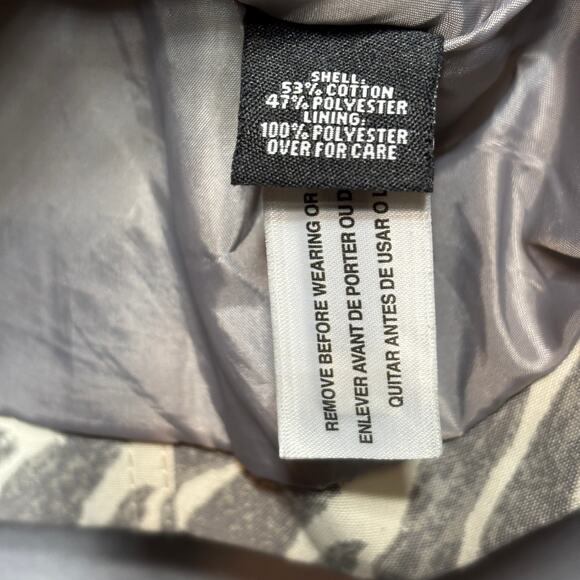 SHELL:
53% COTTON
47% POLYESTER
LINING:
100% POLYESTER
OVER FOR CARE
REMOVE BEFORE WEARING OR
ENLEVER AVANT DE PORTER OU
QUITAR ANTES DE USAR O